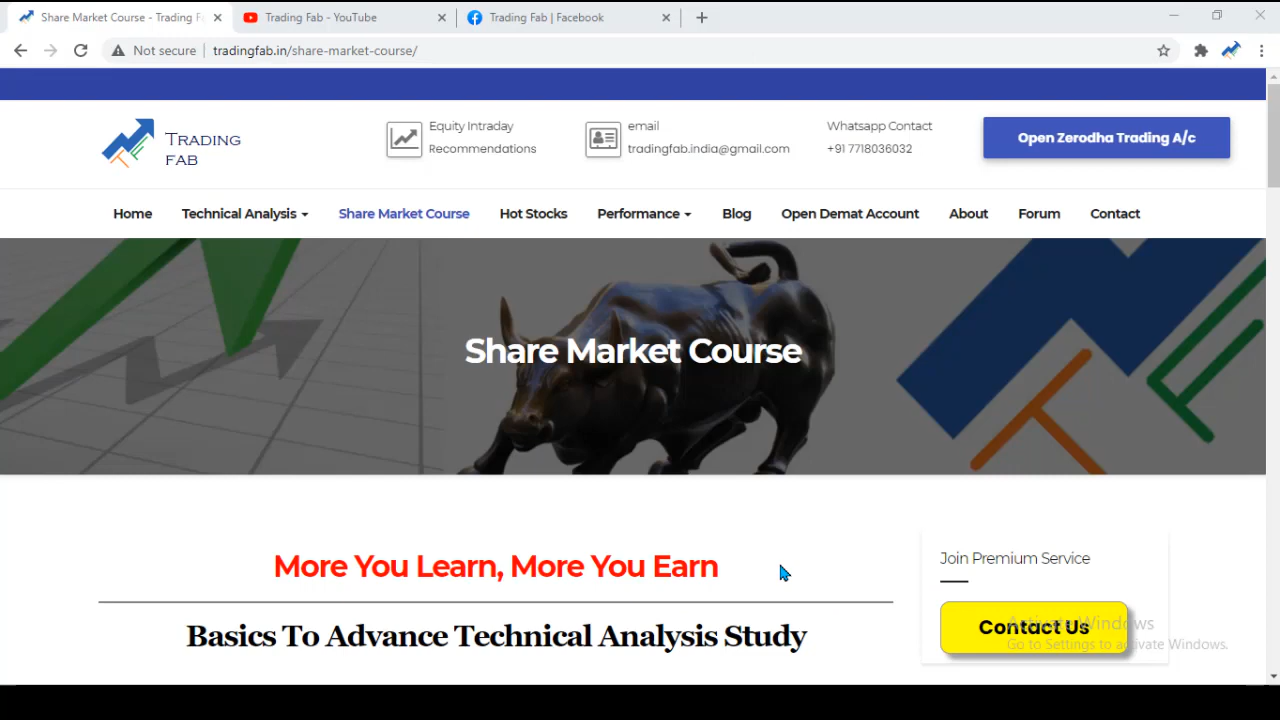 Share Market Course - Trading F
Trading Fab - YouTube
Trading Fab | Facebook
Not secure
tradingfab.in/share-market-course/
TRADING
FAB
Equity Intraday
Recommendations
email
tradingfab.india@gmail.com
Whatsapp Contact
+91 7718036032
Open Zerodha Trading A/c
Home
Technical Analysis
Share Market Course
Hot Stocks
Performance
Blog
Open Demat Account
About
Forum
Contact
Share Market Course
More You Learn, More You Earn
Basics To Advance Technical Analysis Study
Join Premium Service
Contact Us
Activate Windows
Go to Settings to activate Windows.